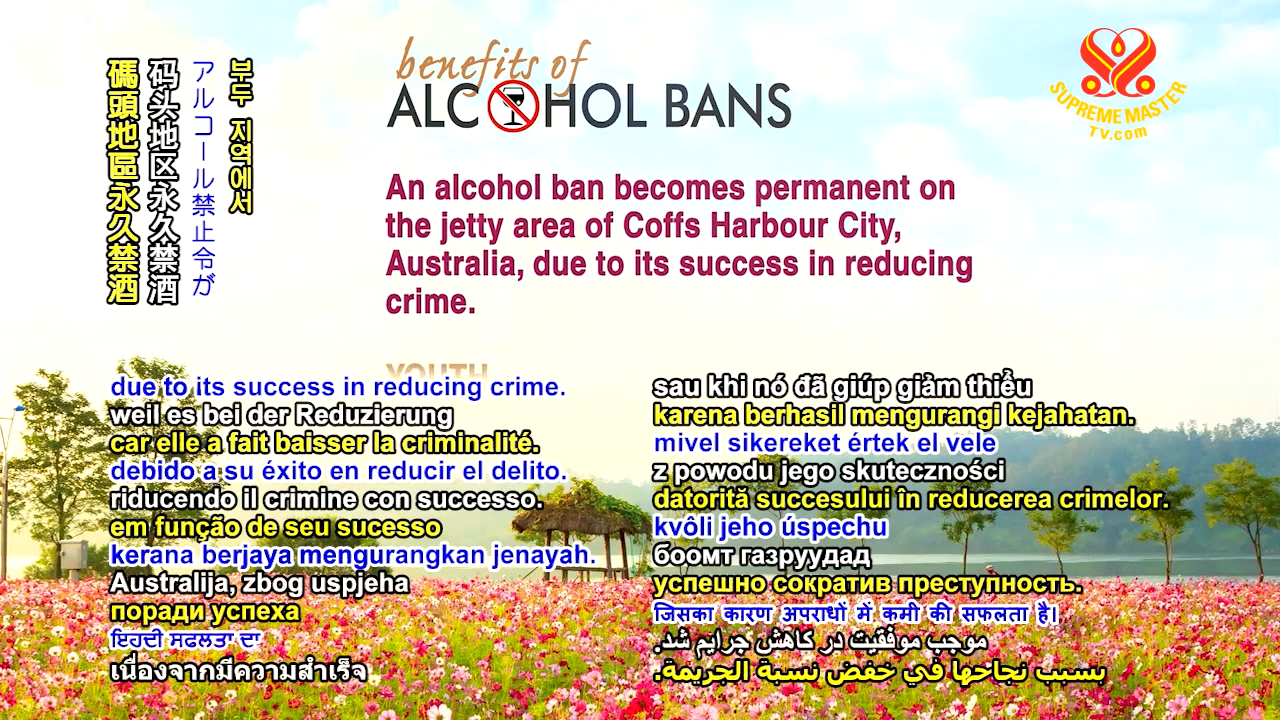 benefits of
ALCOHOL BANS
SUPREME MASTER
TV.com
An alcohol ban becomes permanent on
the jetty area of Coffs Harbour City,
Australia, due to its success in reducing
crime.
YOUTH
碼頭地區永久禁酒
码头地区永久禁酒
アルコール禁止令が
부두 지역에서
due to its success in reducing crime.
weil es bei der Reduzierung
car elle a fait baisser la criminalité.
debido a su éxito en reducir el delito.
riducendo il crimine con successo.
em função de seu sucesso
kerana berjaya mengurangkan jenayah.
Australija, zbog uspjeha
поради успеха
ਇਹਦੀ ਸਫਲਤਾ ਦਾ
เนื่องจากมีความสำเร็จ
sau khi nó đã giúp giảm thiểu
karena berhasil mengurangi kejahatan.
mivel sikereket értek el vele
z powodu jego skuteczności
datorită succesului în reducerea crimelor.
kvôli jeho úspechu
боомт газруудад
успешно сократив преступность.
जिसका कारण अपराधों में कमी की सफलता है।
موجب موفقیت در کاهش جرایم شد.
بسبب نجاحها في خفض نسبة الجريمة.